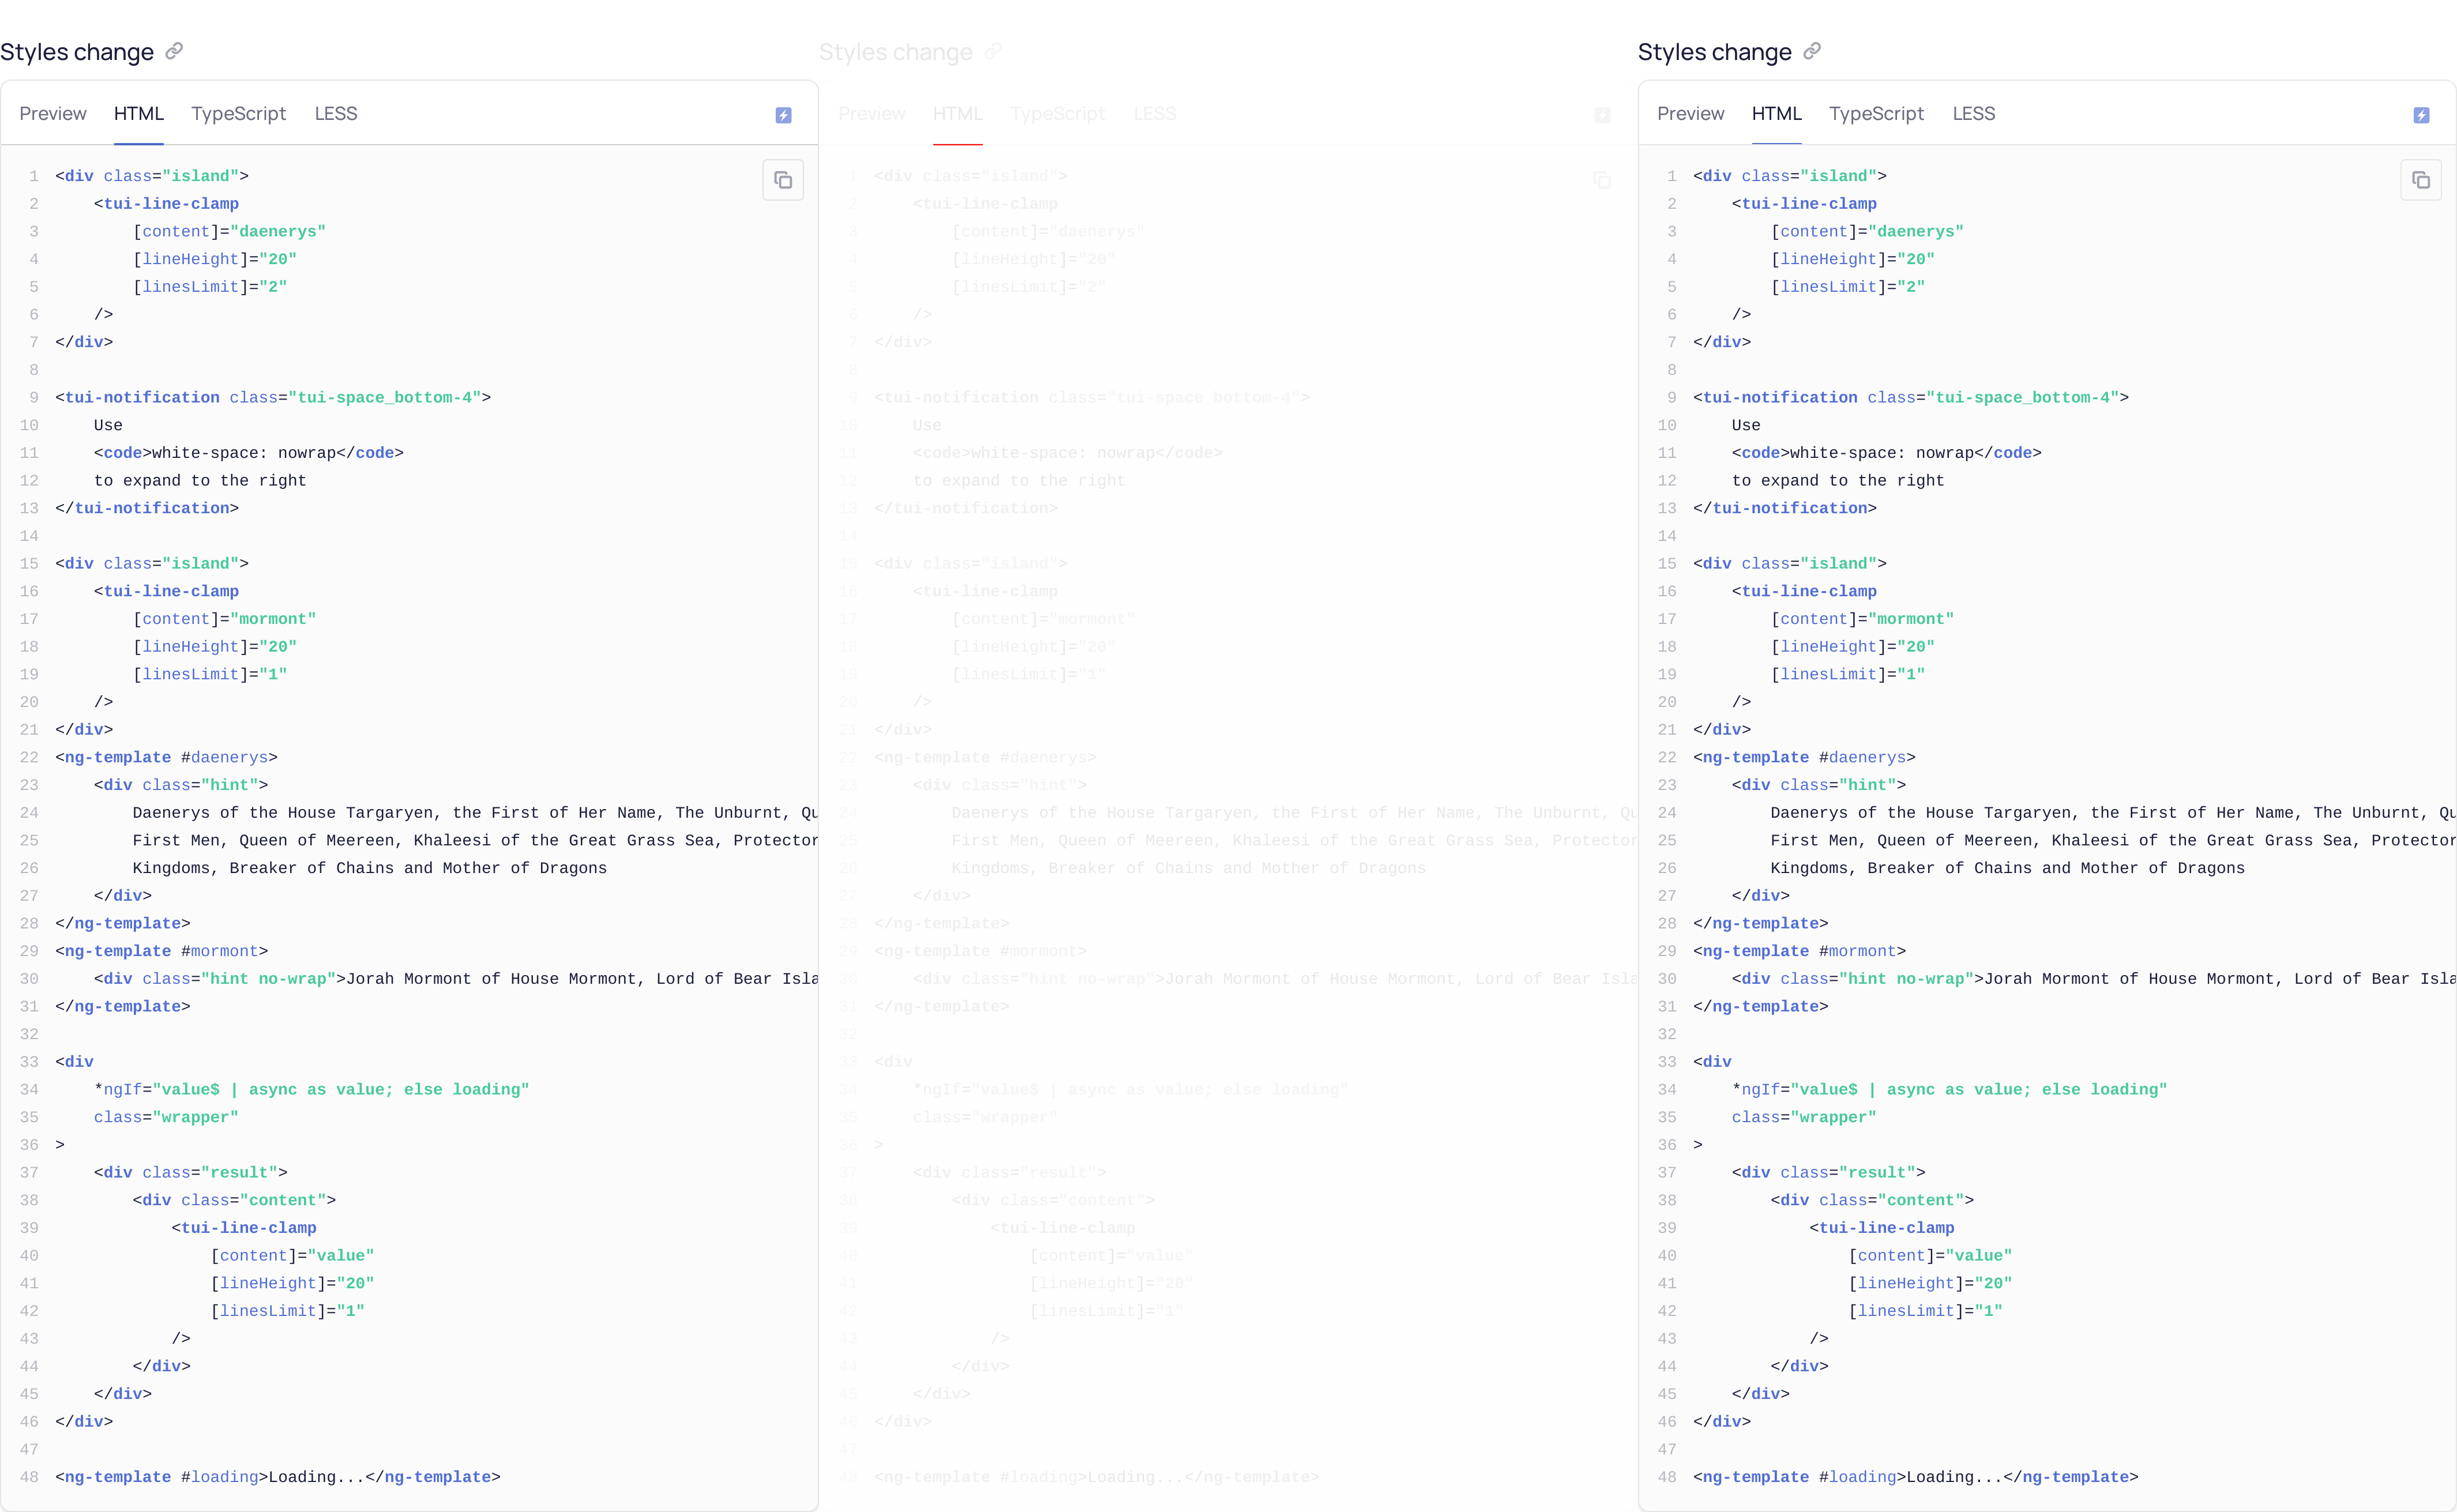 Styles change
Preview HTML TypeScript LESS
1 <div class="island">
2 <tui-line-clamp
3 [content]="daenerys"
4 [lineHeight]="20"
5 [linesLimit]="2"
6 />
7 </div>
8
9 <tui-notification class="tui-space_bottom-4">
10 Use
11 <code>white-space: nowrap</code>
12 to expand to the right
13 </tui-notification>
14
15 <div class="island">
16 <tui-line-clamp
17 [content]="mormont"
18 [lineHeight]="20"
19 [linesLimit]="1"
20 />
21 </div>
22 <ng-template #daenerys>
23 <div class="hint">
24 Daenerys of the House Targaryen, the First of Her Name, The Unburnt, Qu
25 First Men, Queen of Meereen, Khaleesi of the Great Grass Sea, Protector
26 Kingdoms, Breaker of Chains and Mother of Dragons
27 </div>
28 </ng-template>
29 <ng-template #mormont>
30 <div class="hint no-wrap">Jorah Mormont of House Mormont, Lord of Bear Isla
31 </ng-template>
32
33 <div
34 *ngIf="value$ | async as value; else loading"
35 class="wrapper"
36 >
37 <div class="result">
38 <div class="content">
39 <tui-line-clamp
40 [content]="value"
41 [lineHeight]="20"
42 [linesLimit]="1"
43 />
44 </div>
45 </div>
46 </div>
47
48 <ng-template #loading>Loading...</ng-template>
Styles change
Preview HTML TypeScript LESS
1 <div class="island">
2 <tui-line-clamp
3 [content]="daenerys"
4 [lineHeight]="20"
5 [linesLimit]="2"
6 />
7 </div>
8
9 <tui-notification class="tui-space_bottom-4">
10 Use
11 <code>white-space: nowrap</code>
12 to expand to the right
13 </tui-notification>
14
15 <div class="island">
16 <tui-line-clamp
17 [content]="mormont"
18 [lineHeight]="20"
19 [linesLimit]="1"
20 />
21 </div>
22 <ng-template #daenerys>
23 <div class="hint">
24 Daenerys of the House Targaryen, the First of Her Name, The Unburnt, Qu
25 First Men, Queen of Meereen, Khaleesi of the Great Grass Sea, Protector
26 Kingdoms, Breaker of Chains and Mother of Dragons
27 </div>
28 </ng-template>
29 <ng-template #mormont>
30 <div class="hint no-wrap">Jorah Mormont of House Mormont, Lord of Bear Isla
31 </ng-template>
32
33 <div
34 *ngIf="value$ | async as value; else loading"
35 class="wrapper"
36 >
37 <div class="result">
38 <div class="content">
39 <tui-line-clamp
40 [content]="value"
41 [lineHeight]="20"
42 [linesLimit]="1"
43 />
44 </div>
45 </div>
46 </div>
47
48 <ng-template #loading>Loading...</ng-template>
Styles change
Preview HTML TypeScript LESS
1 <div class="island">
2 <tui-line-clamp
3 [content]="daenerys"
4 [lineHeight]="20"
5 [linesLimit]="2"
6 />
7 </div>
8
9 <tui-notification class="tui-space_bottom-4">
10 Use
11 <code>white-space: nowrap</code>
12 to expand to the right
13 </tui-notification>
14
15 <div class="island">
16 <tui-line-clamp
17 [content]="mormont"
18 [lineHeight]="20"
19 [linesLimit]="1"
20 />
21 </div>
22 <ng-template #daenerys>
23 <div class="hint">
24 Daenerys of the House Targaryen, the First of Her Name, The Unburnt, Qu
25 First Men, Queen of Meereen, Khaleesi of the Great Grass Sea, Protector
26 Kingdoms, Breaker of Chains and Mother of Dragons
27 </div>
28 </ng-template>
29 <ng-template #mormont>
30 <div class="hint no-wrap">Jorah Mormont of House Mormont, Lord of Bear Isla
31 </ng-template>
32
33 <div
34 *ngIf="value$ | async as value; else loading"
35 class="wrapper"
36 >
37 <div class="result">
38 <div class="content">
39 <tui-line-clamp
40 [content]="value"
41 [lineHeight]="20"
42 [linesLimit]="1"
43 />
44 </div>
45 </div>
46 </div>
47
48 <ng-template #loading>Loading...</ng-template>